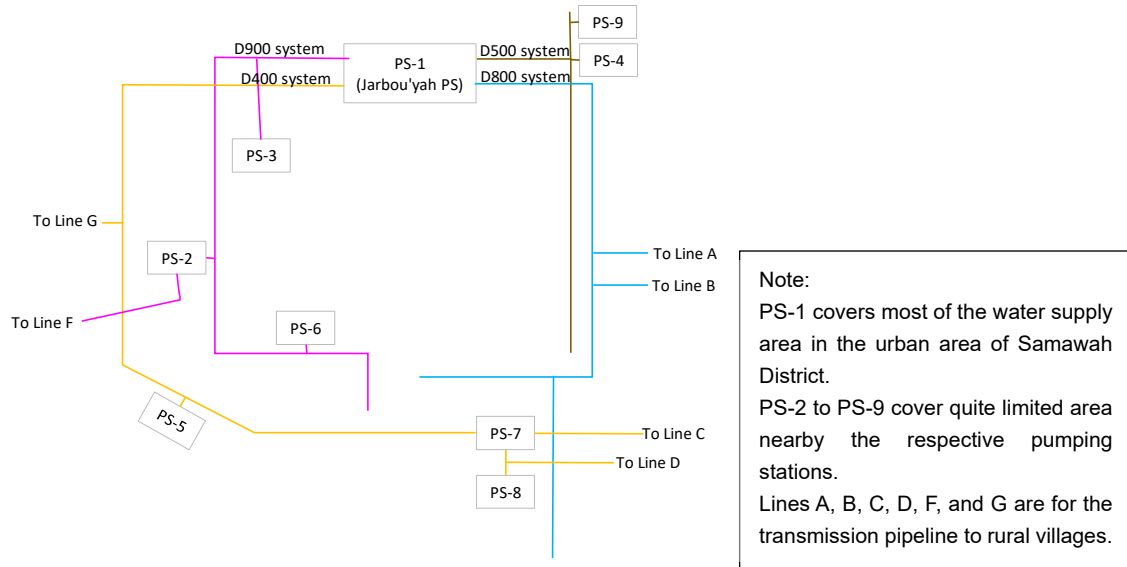 PS-9
D900 system
D500 system
PS-1
(Jarbou'yah PS)
PS-4
D400 system
D800 system
PS-3
To Line G
PS-2
To Line A
To Line B
To Line F
PS-6
PS-5
PS-7
To Line C
To Line D
PS-8
Note:
PS-1 covers most of the water supply
area in the urban area of Samawah
District.
PS-2 to PS-9 cover quite limited area
nearby the respective pumping
stations.
Lines A, B, C, D, F, and G are for the
transmission pipeline to rural villages.